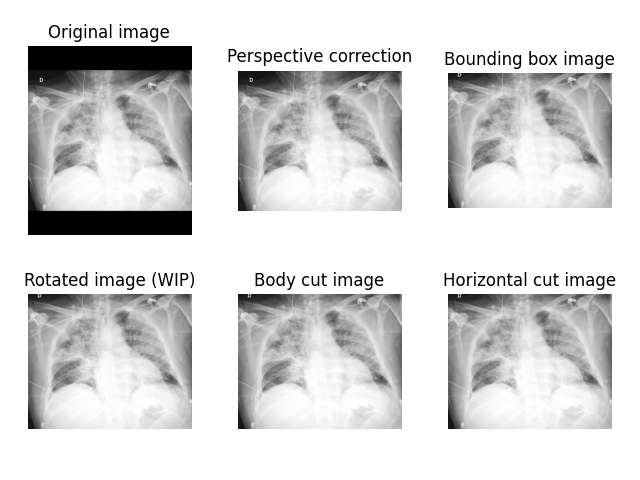 Original image
Perspective correction
Bounding box image
D
D
D
Rotated image (WIP)
Body cut image
Horizontal cut image
D
D
D